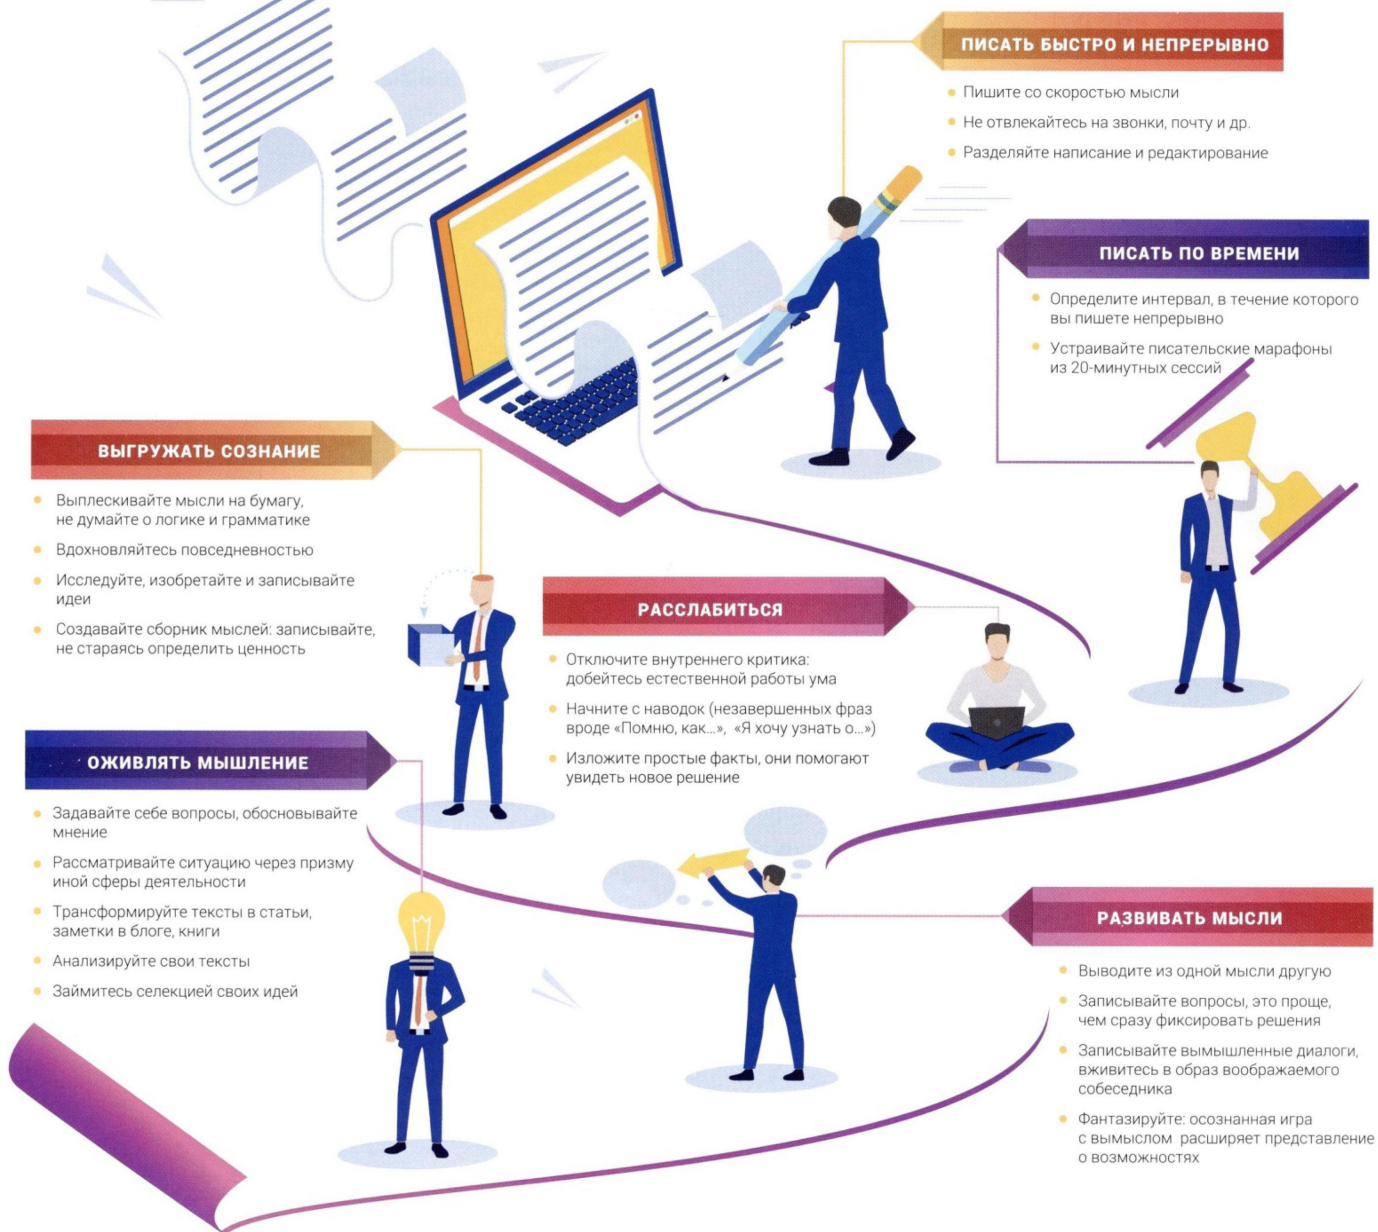 ПИСАТЬ БЫСТРО И НЕПРЕРЫВНО
Пишите со скоростью мысли
Не отвлекайтесь на звонки, почту и др.
Разделяйте написание и редактирование
ПИСАТЬ ПО ВРЕМЕНИ
Определите интервал, в течение которого
вы пишете непрерывно
Устраивайте писательские марафоны
из 20-минутных сессий
ВЫГРУЖАТЬ СОЗНАНИЕ
Выплескивайте мысли на бумагу,
не думайте о логике и грамматике
Вдохновляйтесь повседневностью
Исследуйте, изобретайте и записывайте
идеи
Создавайте сборник мыслей: записывайте,
не стараясь определить ценность
РАССЛАБИТЬСЯ
Отключите внутреннего критика:
добейтесь естественной работы ума
Начните с наводок (незавершенных фраз
вроде «Помню, как...», «Я хочу узнать о...»)
Изложите простые факты, они помогают
увидеть новое решение
ОЖИВЛЯТЬ МЫШЛЕНИЕ
Задавайте себе вопросы, обосновывайте
мнение
Рассматривайте ситуацию через призму
иной сферы деятельности
Трансформируйте тексты в статьи,
заметки в блоге, книги
Анализируйте свои тексты
Займитесь селекцией своих идей
РАЗВИВАТЬ МЫСЛИ
Выводите из одной мысли другую
Записывайте вопросы, это проще,
чем сразу фиксировать решения
Записывайте вымышленные диалоги,
вживитесь в образ воображаемого
собеседника
Фантазируйте: осознанная игра
с вымыслом расширяет представление
о возможностях